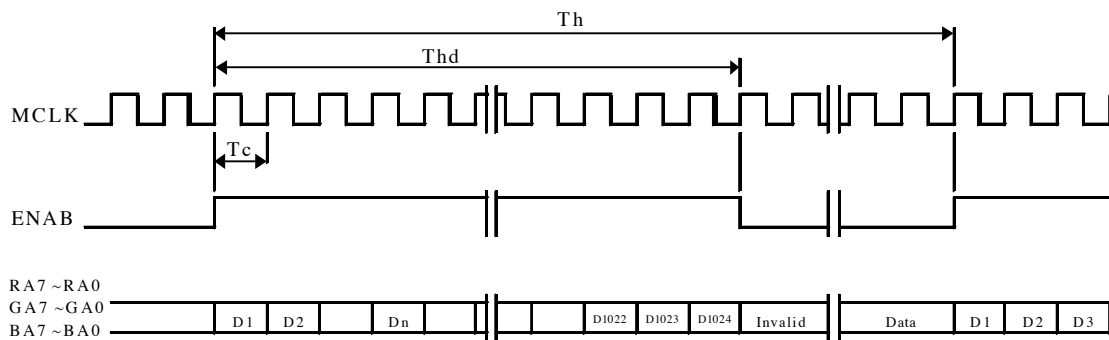 Th
Thd
MCLK
Tc
ENAB
RA7 ~RA0
GA7 ~GA0
BA7 ~BA0
D1 D2 Dn D1022 D1023 D1024 Invalid Data D1 D2 D3